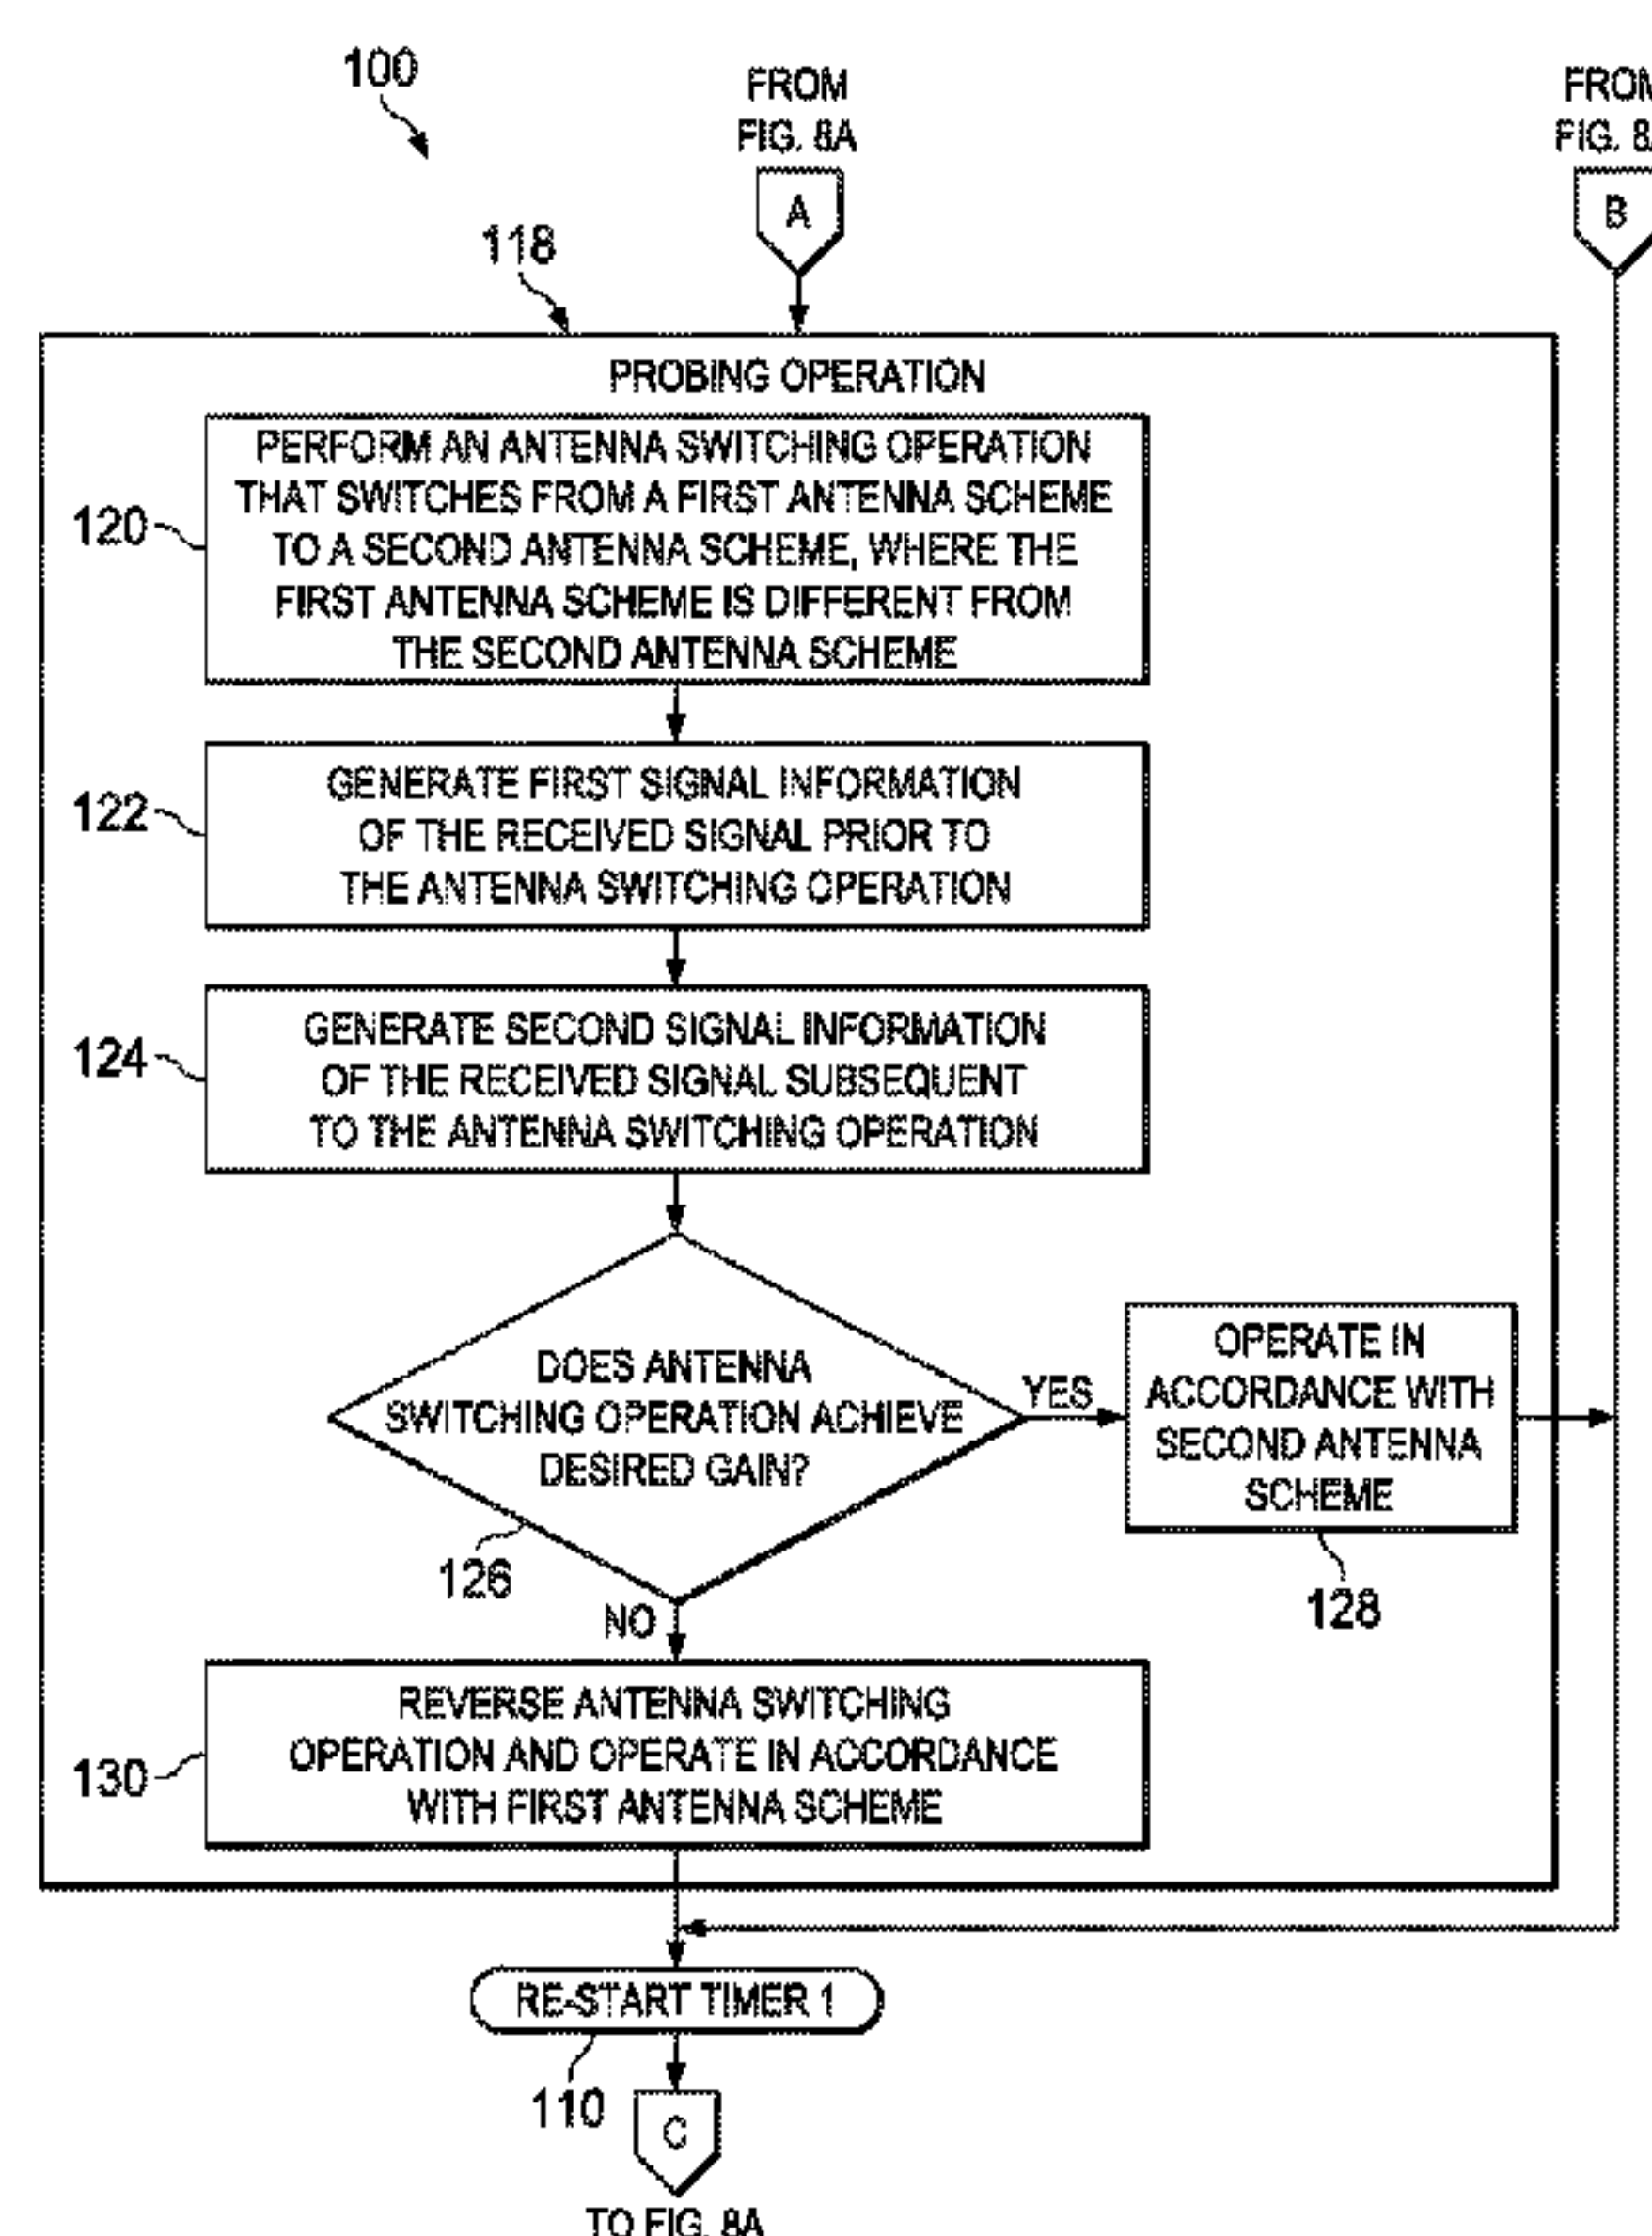 100
FROM
FIG. 8A
A
FROM
FIG. 8A
B
118
PROBING OPERATION
120
PERFORM AN ANTENNA SWITCHING OPERATION
THAT SWITCHES FROM A FIRST ANTENNA SCHEME
TO A SECOND ANTENNA SCHEME, WHERE THE
FIRST ANTENNA SCHEME IS DIFFERENT FROM
THE SECOND ANTENNA SCHEME
122
GENERATE FIRST SIGNAL INFORMATION
OF THE RECEIVED SIGNAL PRIOR TO
THE ANTENNA SWITCHING OPERATION
124
GENERATE SECOND SIGNAL INFORMATION
OF THE RECEIVED SIGNAL SUBSEQUENT
TO THE ANTENNA SWITCHING OPERATION
DOES ANTENNA
SWITCHING OPERATION ACHIEVE
DESIRED GAIN?
126
YES
OPERATE IN
ACCORDANCE WITH
SECOND ANTENNA
SCHEME
128
NO
130
REVERSE ANTENNA SWITCHING
OPERATION AND OPERATE IN ACCORDANCE
WITH FIRST ANTENNA SCHEME
RE-START TIMER 1
110
C
TO FIG. 8A